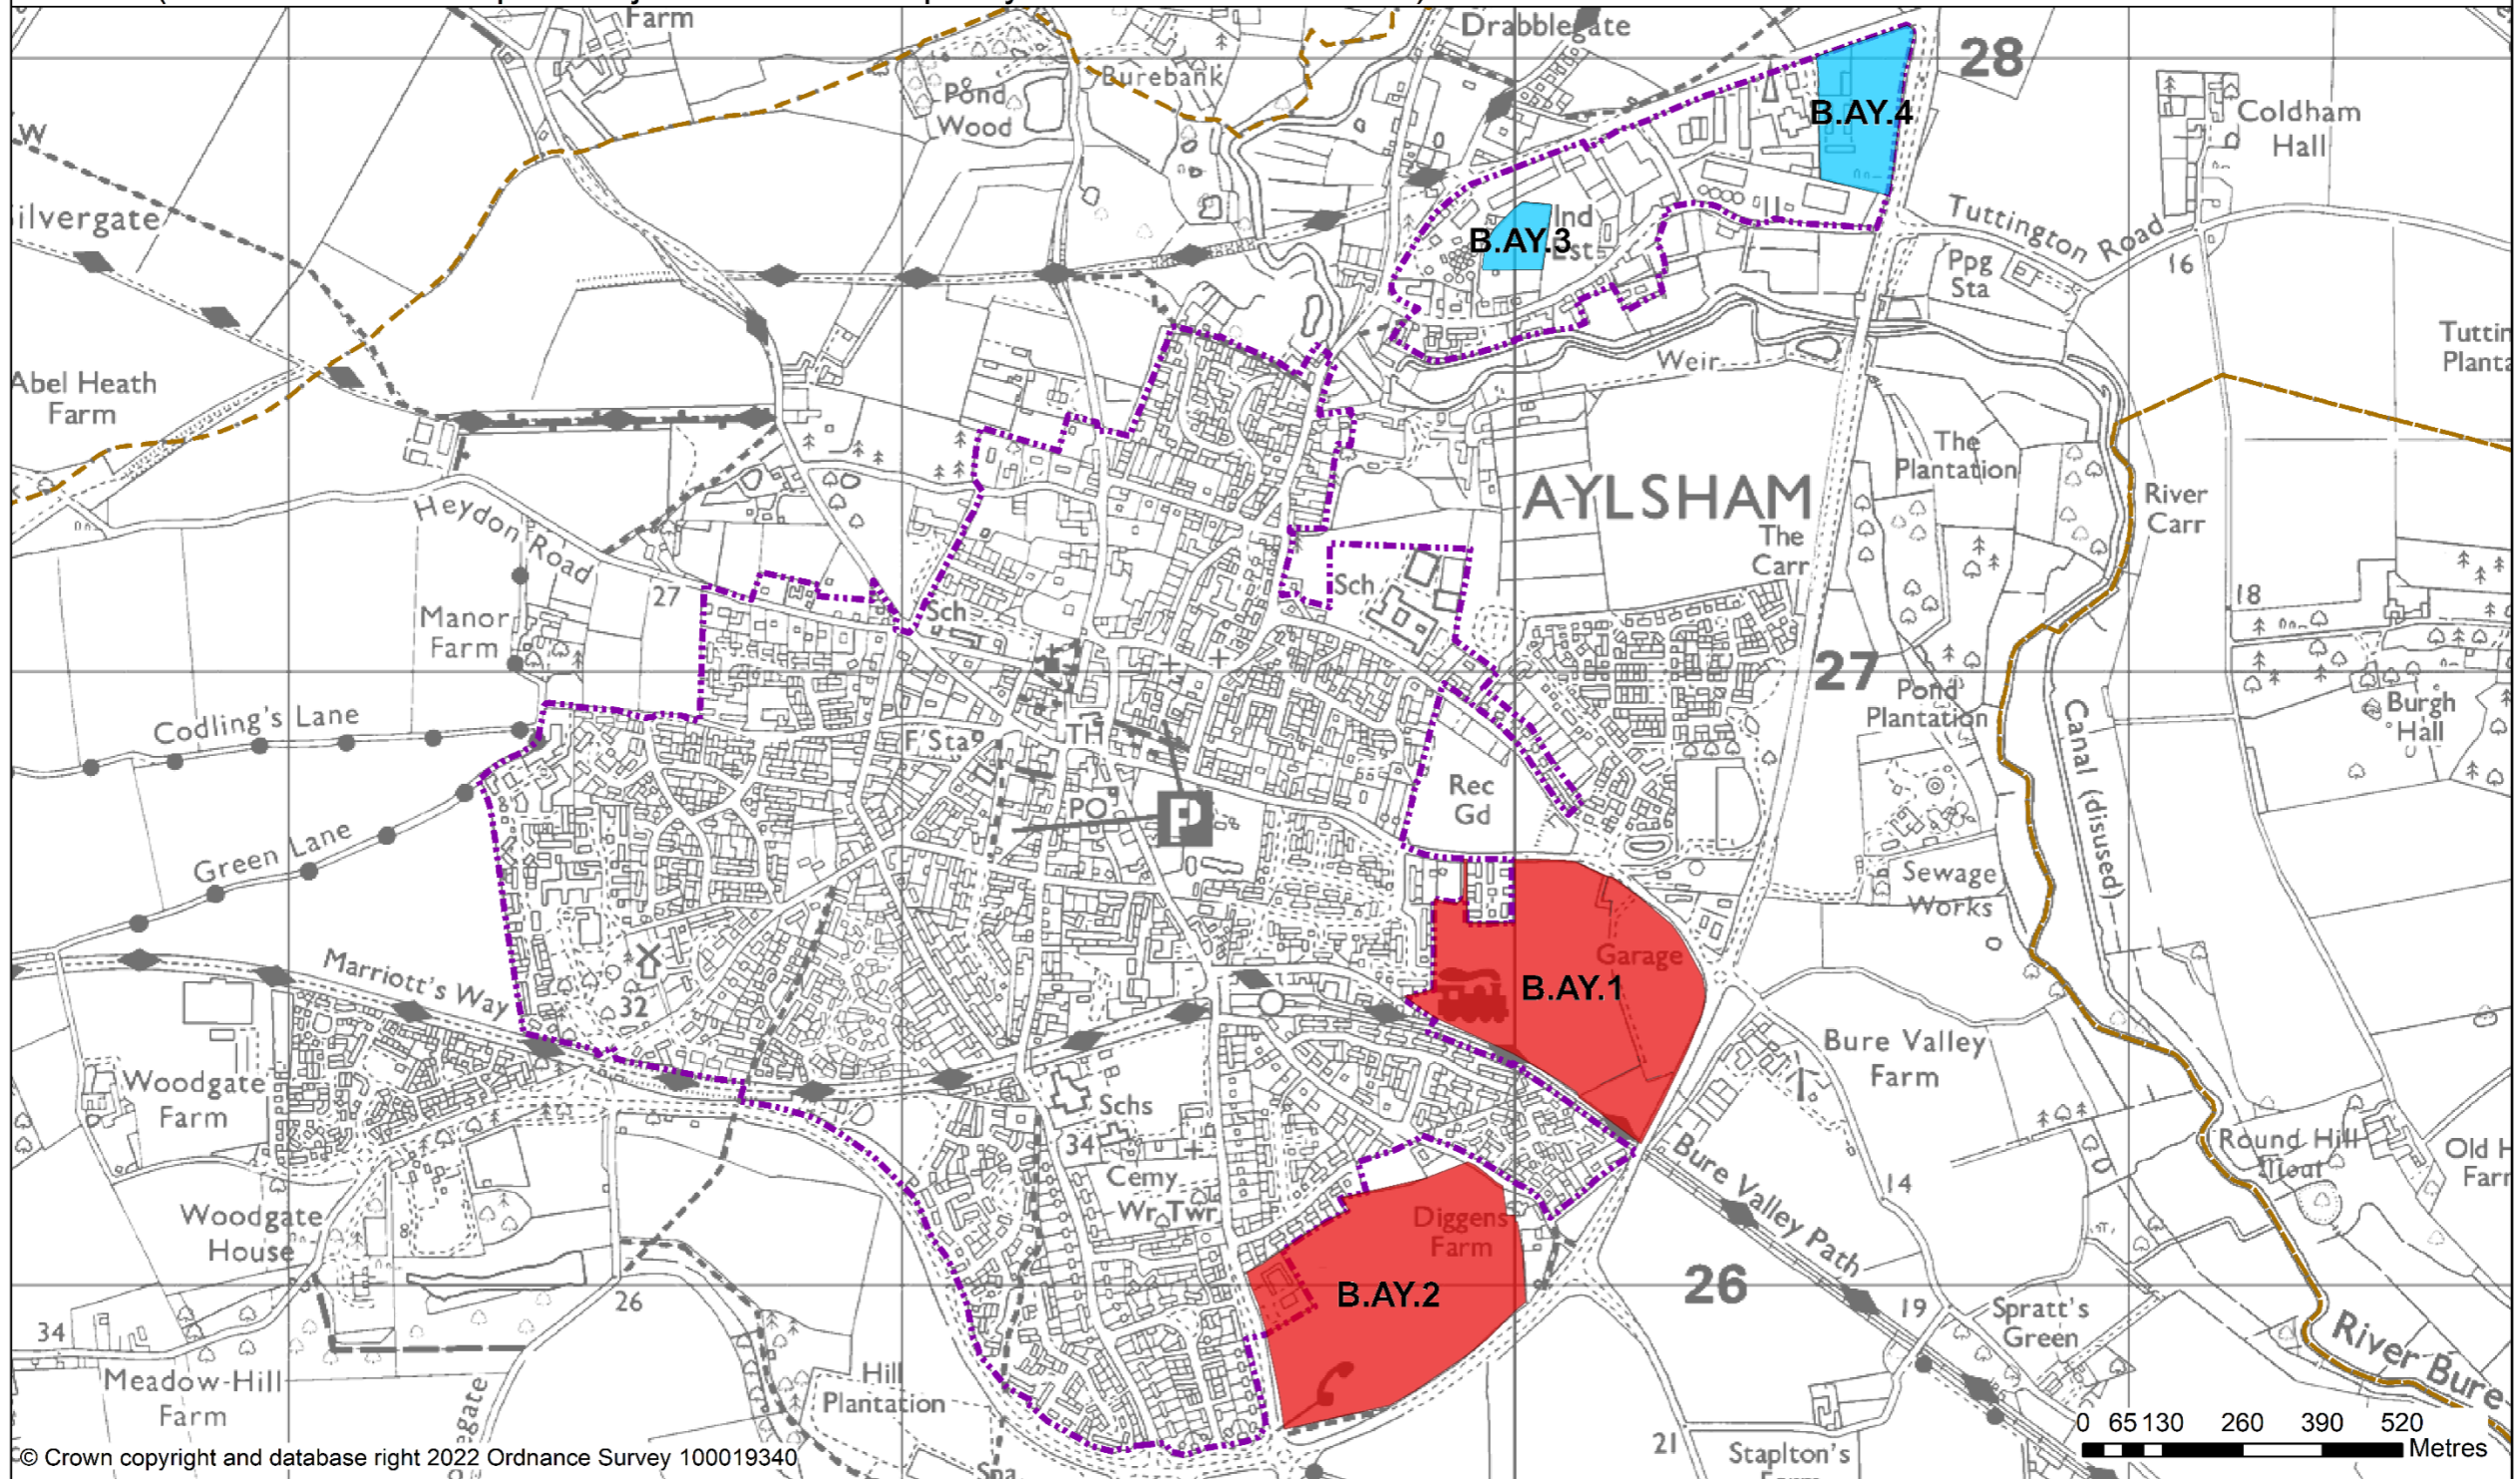 Farm
Drabblegate
28
Burebank
Pond
Wood
B.AY.4
Coldham
Hall
W
Tuttington Road
16
B.AY.3
Ind
Ests
Ppg
Sta
Weir
Abel Heath
Farm
AYLSHAM
The
Plantation
The
Carr
River
Carr
Heydon Road
27
Sch
Sch
18
Manor
Farm
27
Pond
Plantation
Burgh
Hall
Codling's Lane
F Sta
TH
PO
P
Rec
Gd
Canal (disused)
Green Lane
Sewage
Works
Garage
Marriott's Way
32
B.AY.1
Bure Valley
Farm
Woodgate
Farm
Schs
34
Cemy
Wr Twr
Round Hill
Moat
14
Bure Valley Path
Woodgate
House
Diggens
Farm
B.AY.2
26
26
19
Spratt's
Green
34
Meadow-Hill
Farm
Hill
Plantation
River Bure
0 65 130 260 390 520
Metres
21
Staplton's
© Crown copyright and database right 2022 Ordnance Survey 100019340